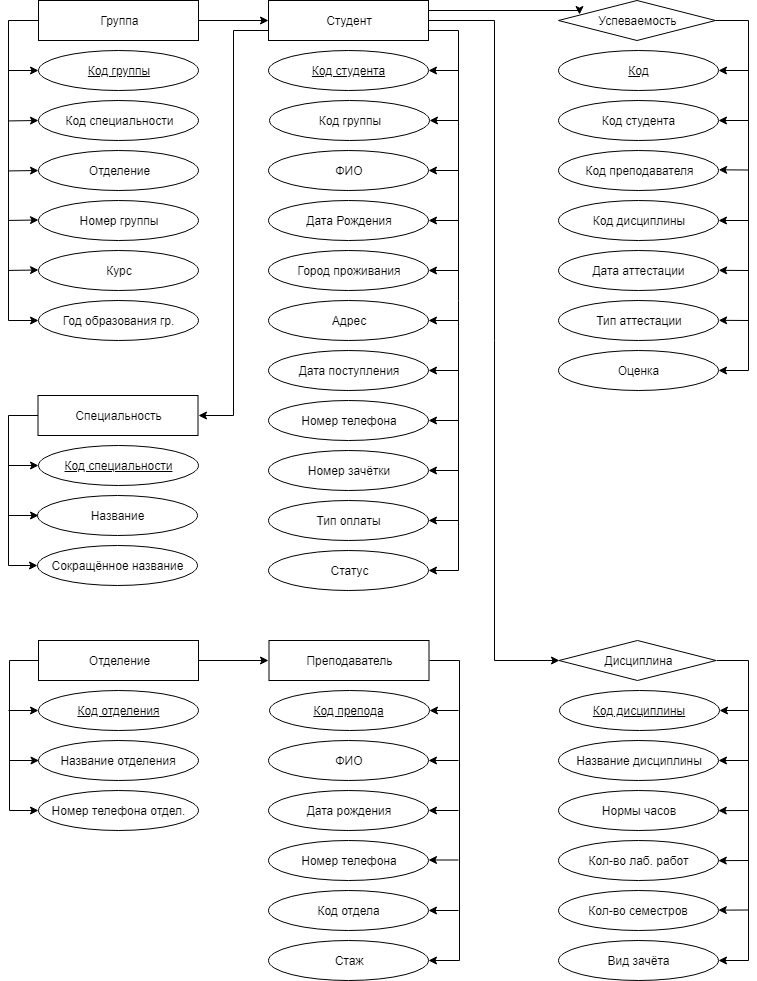 Группа
Код группы
Код специальности
Отделение
Номер группы
Курс
Год образования гр.
Студент
Код студента
Код группы
ФИО
Дата Рождения
Город проживания
Адрес
Дата поступления
Номер телефона
Номер зачётки
Тип оплаты
Статус
Успеваемость
Код
Код студента
Код преподавателя
Код дисциплины
Дата аттестации
Тип аттестации
Оценка
Специальность
Код специальности
Название
Сокращённое название
Отделение
Код отделения
Название отделения
Номер телефона отдел.
Преподаватель
Код препода
ФИО
Дата рождения
Номер телефона
Код отдела
Стаж
Дисциплина
Код дисциплины
Название дисциплины
Нормы часов
Кол-во лаб. работ
Кол-во семестров
Вид зачёта